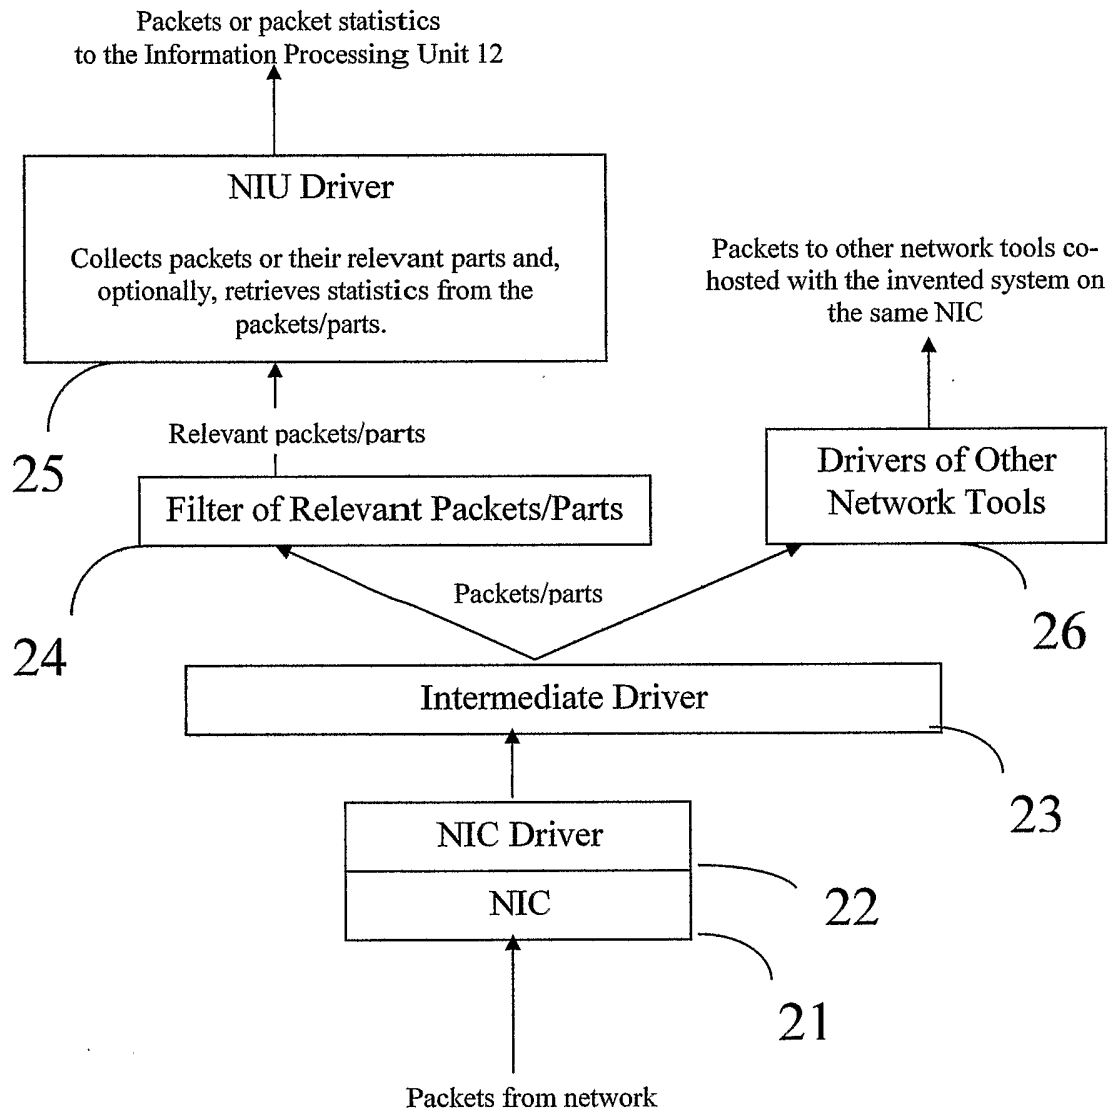 Packets or packet statistics
to the Information Processing Unit 12
NIU Driver
Collects packets or their relevant parts and,
optionally, retrieves statistics from the
packets/parts.
Packets to other network tools co-
hosted with the invented system on
the same NIC
25
Relevant packets/parts
Drivers of Other
Network Tools
Filter of Relevant Packets/Parts
24
Packets/parts
26
Intermediate Driver
23
NIC Driver
22
NIC
21
Packets from network